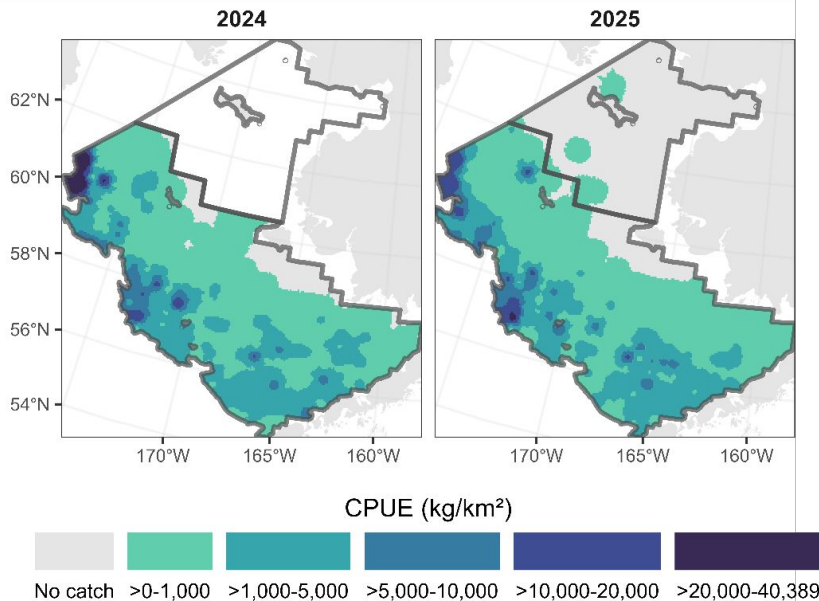 2024 2025
62°N
60°N
58°N
56°N
54°N
170°W 165°W 160°W 170°W 165°W 160°W
CPUE (kg/km²)
No catch >0-1,000 >1,000-5,000 >5,000-10,000 >10,000-20,000 >20,000-40,389